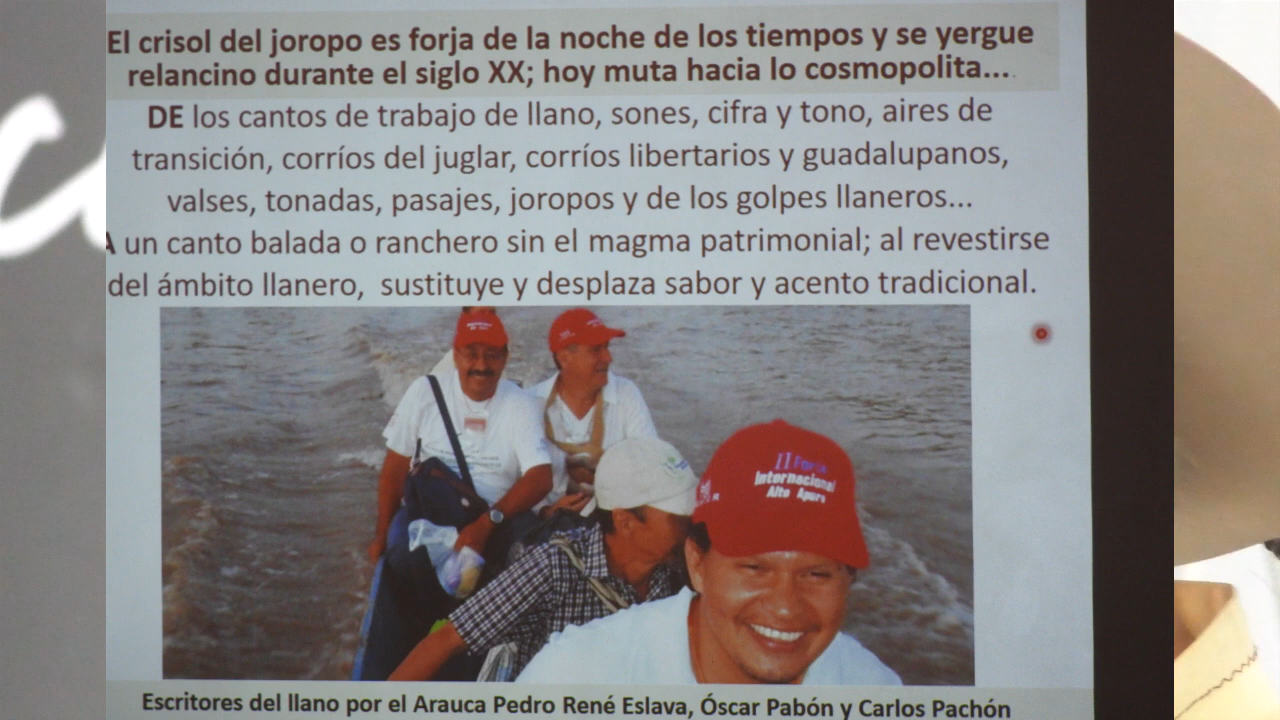 El crisol del joropo es forja de la noche de los tiempos y se yergue
relancino durante el siglo XX; hoy muta hacia lo cosmopolita...
DE los cantos de trabajo de llano, sones, cifra y tono, aires de
transición, corríos del juglar, corríos libertarios y guadalupanos,
valses, tonadas, pasajes, joropos y de los golpes llaneros...
A un canto balada o ranchero sin el magma patrimonial; al revestirse
del ámbito llanero, sustituye y desplaza sabor y acento tradicional.
II Foro
Internacional
Alto Apure
Escritores del llano por el Arauca Pedro René Eslava, Óscar Pabón y Carlos Pachón